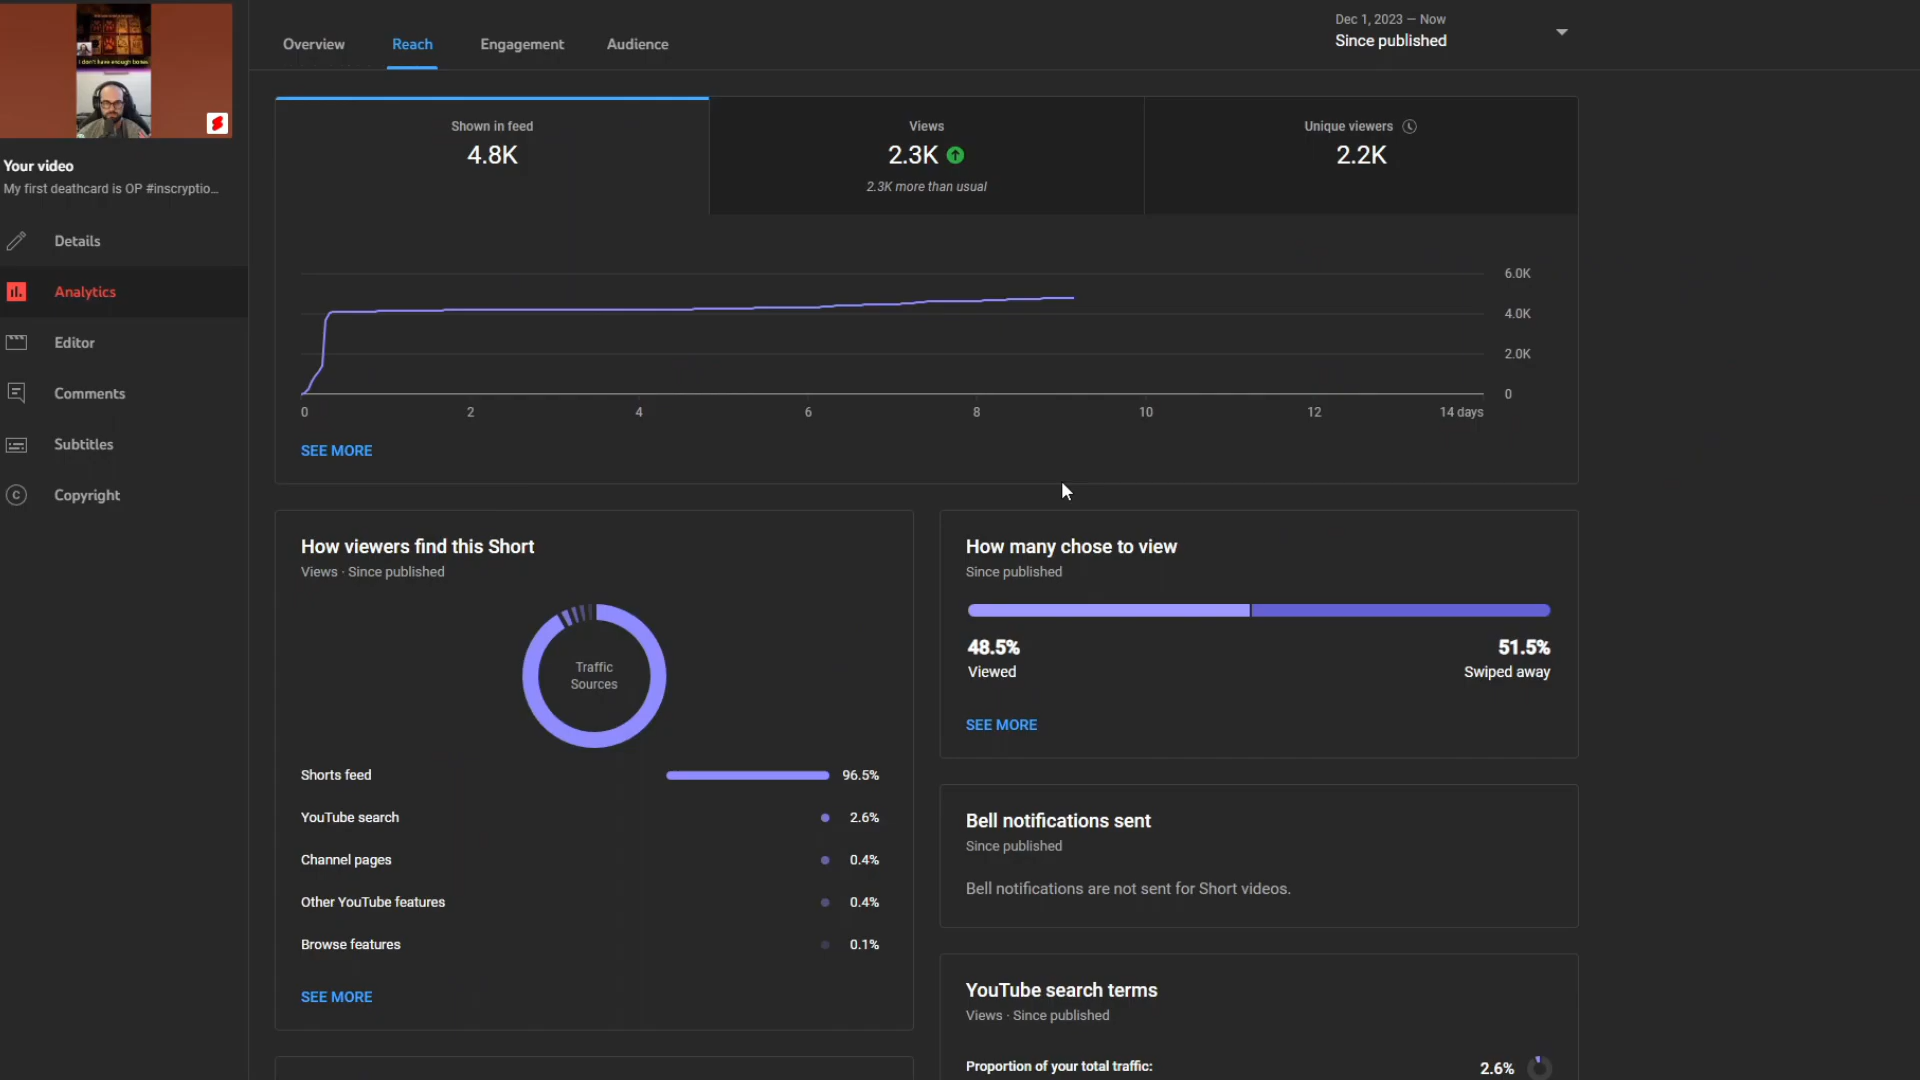 I don't have enough bones
Your video
My first deathcard is OP #inscryptio...
Details
Analytics
Editor
Comments
Subtitles
Copyright
Overview
Reach
Engagement
Audience
Dec 1, 2023 – Now
Since published
Shown in feed
4.8K
Views
2.3K
2.3K more than usual
Unique viewers
2.2K
6.0K
4.0K
2.0K
0
0
2
4
6
8
10
12
14 days
SEE MORE
How viewers find this Short
Views · Since published
Traffic
Sources
Shorts feed
96.5%
YouTube search
2.6%
Channel pages
0.4%
Other YouTube features
0.4%
Browse features
0.1%
SEE MORE
How many chose to view
Since published
48.5%
Viewed
51.5%
Swiped away
SEE MORE
Bell notifications sent
Since published
Bell notifications are not sent for Short videos.
YouTube search terms
Views · Since published
Proportion of your total traffic:
2.6%